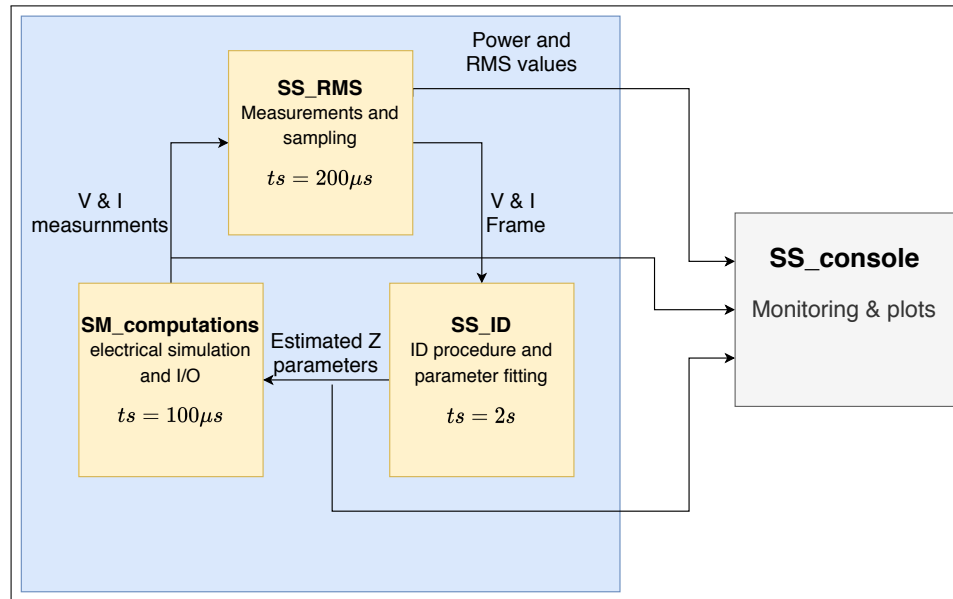 Power and
RMS values
SS_RMS
Measurements and
sampling
ts = 200μs
V & I
measurnments
V & I
Frame
SS_console
Monitoring & plots
SM_computations
electrical simulation
and I/O
ts = 100μs
Estimated Z
parameters
SS_ID
ID procedure and
parameter fitting
ts = 2s